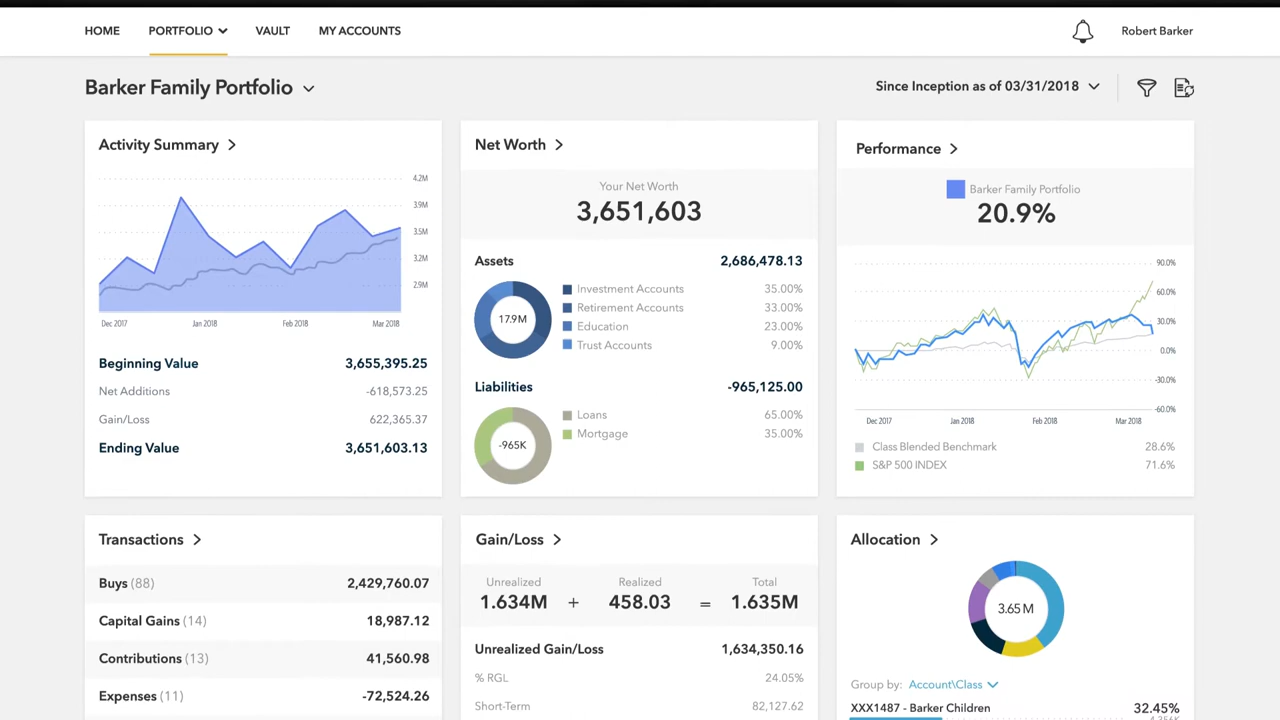 HOME PORTFOLIO VAULT MY ACCOUNTS Robert Barker
Barker Family Portfolio Since Inception as of 03/31/2018
Activity Summary
4.2M
3.9M
3.5M
3.2M
2.9M
Dec 2017 Jan 2018 Feb 2018 Mar 2018
Beginning Value 3,655,395.25
Net Additions -618,573.25
Gain/Loss 622,365.37
Ending Value 3,651,603.13
Net Worth
Your Net Worth
3,651,603
Assets 2,686,478.13
17.9M
Investment Accounts 35.00%
Retirement Accounts 33.00%
Education 23.00%
Trust Accounts 9.00%
Liabilities -965,125.00
-965K
Loans 65.00%
Mortgage 35.00%
Performance
Barker Family Portfolio
20.9%
90.0%
60.0%
30.0%
0.0%
-30.0%
-60.0%
Dec 2017 Jan 2018 Feb 2018 Mar 2018
Class Blended Benchmark 28.6%
S&P 500 INDEX 71.6%
Transactions
Buys (88) 2,429,760.07
Capital Gains (14) 18,987.12
Contributions (13) 41,560.98
Expenses (11) -72,524.26
Gain/Loss
Unrealized Realized Total
1.634M + 458.03 = 1.635M
Unrealized Gain/Loss 1,634,350.16
% RGL 24.05%
Short-Term 82,127.62
Allocation
3.65 M
Group by: Account\Class
XXX1487 - Barker Children 32.45%